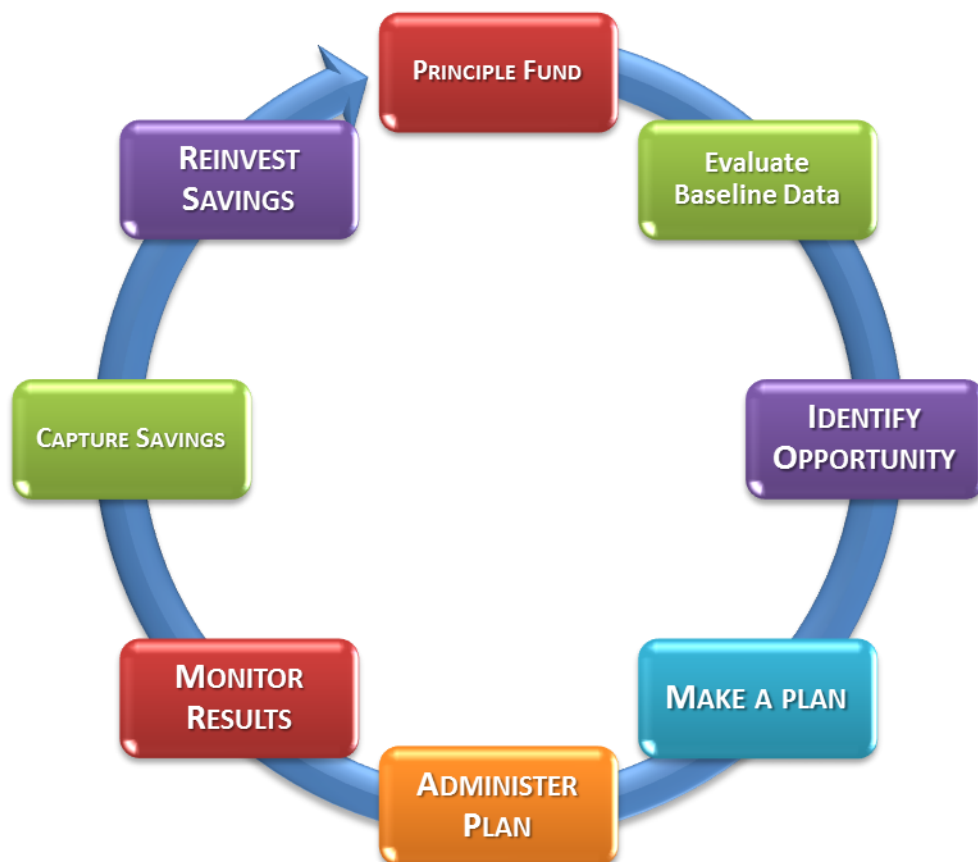 PRINCIPLE FUND
Evaluate
Baseline Data
IDENTIFY
OPPORTUNITY
MAKE A PLAN
ADMINISTER
PLAN
MONITOR
RESULTS
CAPTURE SAVINGS
REINVEST
SAVINGS